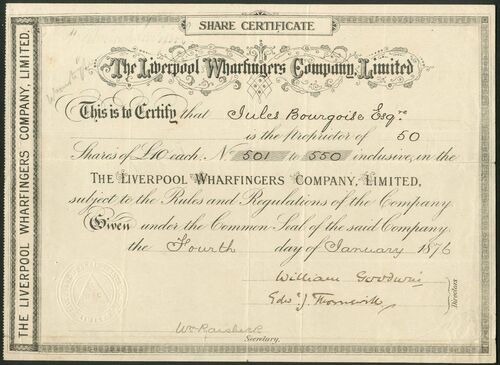 SHARE CERTIFICATE
The Liverpool Wharfingers Company, Limited
This is to Certify that Jules Bourgoise Esqre
is the Proprietor of 50
Shares of £10 each, No. 501 to 550 inclusive, in the
THE LIVERPOOL WHARFINGERS COMPANY, LIMITED,
subject to the Rules and Regulations of the Company.
Given under the Common Seal of the said Company,
the Fourth day of January 1876
William Goodwin
Edw. J. Thornewill
Directors
Secretary.
THE LIVERPOOL WHARFINGERS COMPANY, LIMITED.